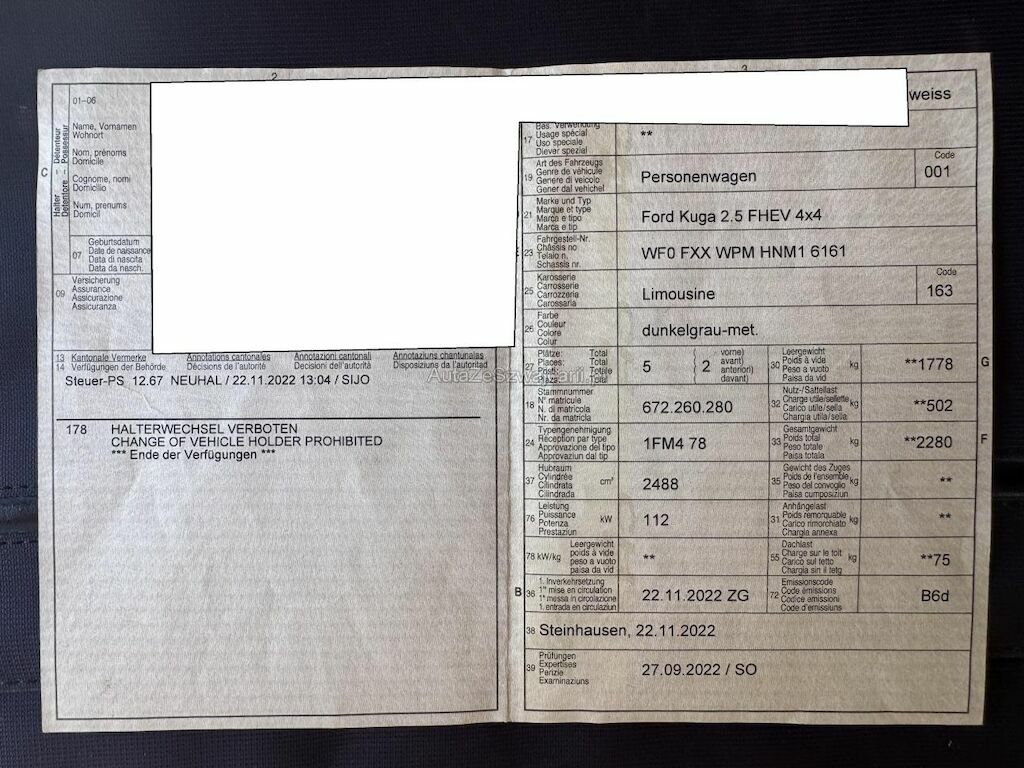 2
01–06
Name, Vornamen
Wohnort
Nom, prénoms
Domicile
Cognome, nomi
Domicilio
Num, prenums
Domicil
C
Halter – Détenteur
Detentore – Possessur
07
Geburtsdatum
Date de naissance
Data di nascita
Data da nasch.
09
Versicherung
Assurance
Assicurazione
Assicuranza
13 Kantonale Vermerke Annotations cantonales Annotazioni cantonali Annotaziuns chantunalas
14 Verfügungen der Behörde Décisions de l'autorité Decisioni dell'autorità Disposiziuns da l'autoritad
Steuer-PS 12.67 NEUHAL / 22.11.2022 13:04 / SIJO
178 HALTERWECHSEL VERBOTEN
CHANGE OF VEHICLE HOLDER PROHIBITED
*** Ende der Verfügungen ***
3
weiss
17
Bes. Verwendung
Usage spécial
Uso speciale
Diever spezial
**
19
Art des Fahrzeugs
Genre de véhicule
Genere di veicolo
Gener dal vehichel
Personenwagen
Code
001
21
Marke und Typ
Marque et type
Marca e tipo
Marca e tip
Ford Kuga 2.5 FHEV 4x4
23
Fahrgestell-Nr.
Châssis no
Telaio n.
Schassis nr.
WF0 FXX WPM HNM1 6161
25
Karosserie
Carrosserie
Carrozzeria
Carossaria
Limousine
Code
163
26
Farbe
Couleur
Colore
Colur
dunkelgrau-met.
27
Plätze: Total
Places: Total
Posti: Totale
Plazs: Total
5
2
vorne)
avant)
anteriori)
davant)
30
Leergewicht
Poids à vide
Peso a vuoto
Paisa da vid
kg
**1778
G
AutaZeSzwajcarii.pl
18
Stammnummer
N° matricule
N. di matricola
Nr. da matricla
672.260.280
32
Nutz-/Sattellast
Charge utile/sellette
Carico utile/sella
Chargia utila/sella
kg
**502
24
Typengenehmigung
Réception par type
Approvazione del tipo
Approvaziun dal tip
1FM4 78
33
Gesamtgewicht
Poids total
Peso totale
Paisa totala
kg
**2280
F
37
Hubraum
Cylindrée
Cilindrata
Cilindrada
cm³
2488
35
Gewicht des Zuges
Poids de l'ensemble
Peso del convoglio
Paisa cumposiziun
kg
**
76
Leistung
Puissance
Potenza
Prestaziun
kW
112
31
Anhängelast
Poids remorquable
Carico rimorchiato
Chargia annexa
kg
**
78 kW/kg
Leergewicht
poids à vide
peso a vuoto
paisa da vid
**
55
Dachlast
Charge sur le toit
Carico sul tetto
Chargia sin il tetg
kg
**75
B
36
1. Inverkehrsetzung
1re mise en circulation
1a messa in circolazione
1. entrada en circulaziun
22.11.2022 ZG
72
Emissionscode
Code émissions
Codice emissioni
Code d'emissiuns
B6d
38 Steinhausen, 22.11.2022
39
Prüfungen
Expertises
Perizie
Examinaziuns
27.09.2022 / SO